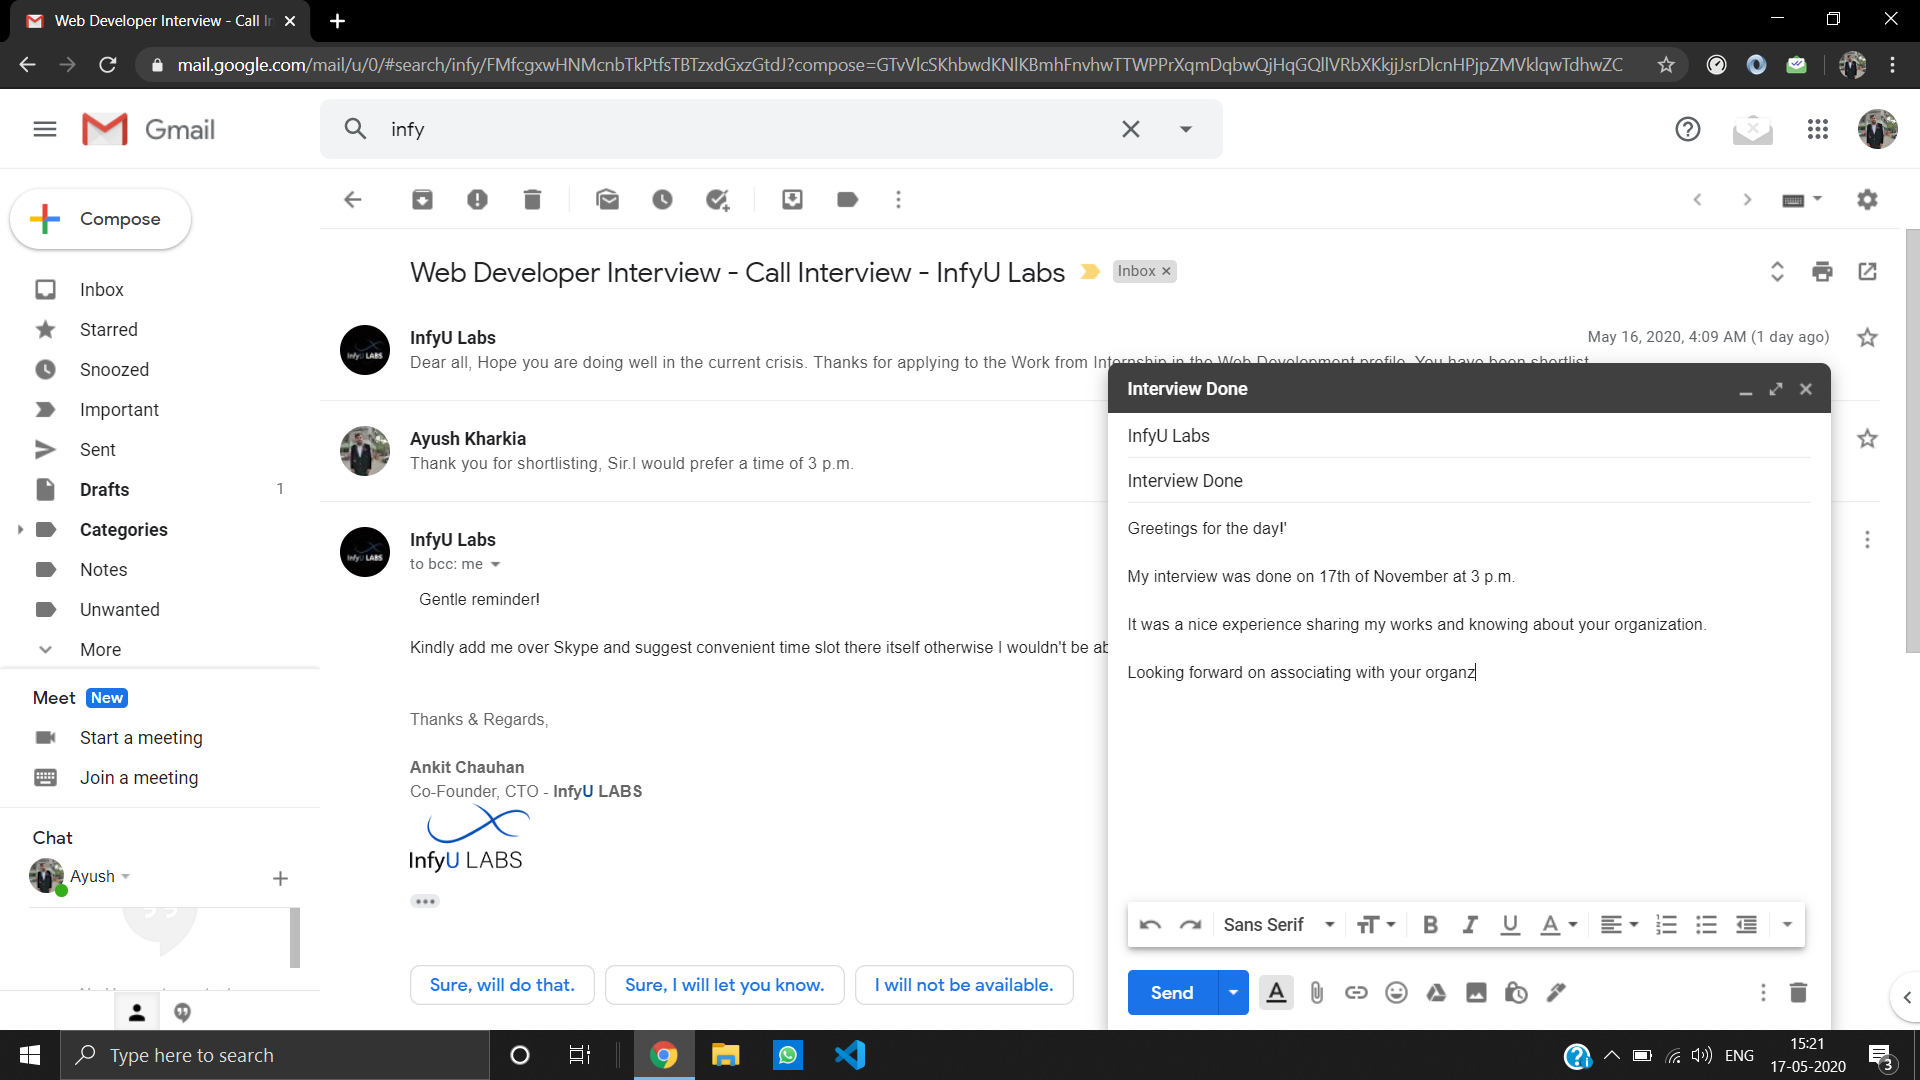 Web Developer Interview - Call In
mail.google.com/mail/u/0/#search/infy/FMfcgxwHNMcnbTkPtfsTBTzxdGxzGtdJ?compose=GTvVlcSKhbwdKNlKBmhFnvhwTTWPPrXqmDqbwQjHqGQllVRbXKkjjJsrDlcnHPjpZMVklqwTdhwZC
Gmail
infy
Compose
Inbox
Starred
Snoozed
Important
Sent
Drafts 1
Categories
Notes
Unwanted
More
Meet New
Start a meeting
Join a meeting
Chat
Ayush
Web Developer Interview - Call Interview - InfyU Labs Inbox
InfyU Labs
May 16, 2020, 4:09 AM (1 day ago)
Dear all, Hope you are doing well in the current crisis. Thanks for applying to the Work from Internship in the Web Development profile. You have been shortlist
Ayush Kharkia
Thank you for shortlisting, Sir.I would prefer a time of 3 p.m.
InfyU Labs
to bcc: me
Gentle reminder!
Kindly add me over Skype and suggest convenient time slot there itself otherwise I wouldn't be ab
Thanks & Regards,
Ankit Chauhan
Co-Founder, CTO - InfyU LABS
InfyU LABS
Sure, will do that.
Sure, I will let you know.
I will not be available.
Interview Done
InfyU Labs
Interview Done
Greetings for the day!'
My interview was done on 17th of November at 3 p.m.
It was a nice experience sharing my works and knowing about your organization.
Looking forward on associating with your organz
Sans Serif
Send
Type here to search
ENG
15:21
17-05-2020
3